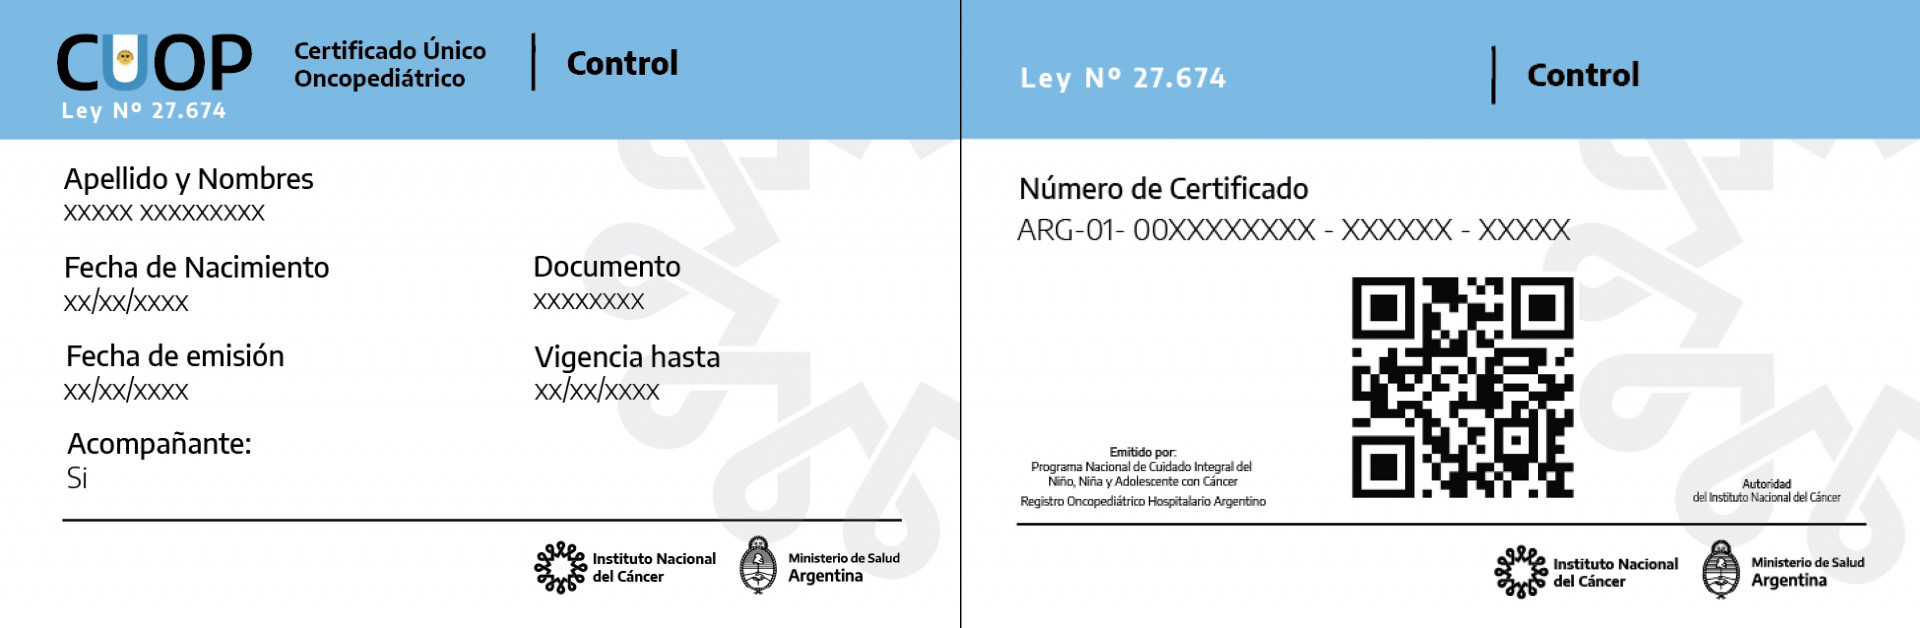 CUOP
Ley Nº 27.674
Certificado Único
Oncopediátrico
Control
Apellido y Nombres
XXXXX XXXXXXXXX
Fecha de Nacimiento
XX/XX/XXXX
Documento
XXXXXXXX
Fecha de emisión
XX/XX/XXXX
Vigencia hasta
XX/XX/XXXX
Acompañante:
Si
Instituto Nacional
del Cáncer
Ministerio de Salud
Argentina
Ley Nº 27.674
Control
Número de Certificado
ARG-01- 00XXXXXXXX - XXXXXX - XXXXX
Emitido por:
Programa Nacional de Cuidado Integral del
Niño, Niña y Adolescente con Cáncer
Registro Oncopediátrico Hospitalario Argentino
Autoridad
del Instituto Nacional del Cáncer
Instituto Nacional
del Cáncer
Ministerio de Salud
Argentina